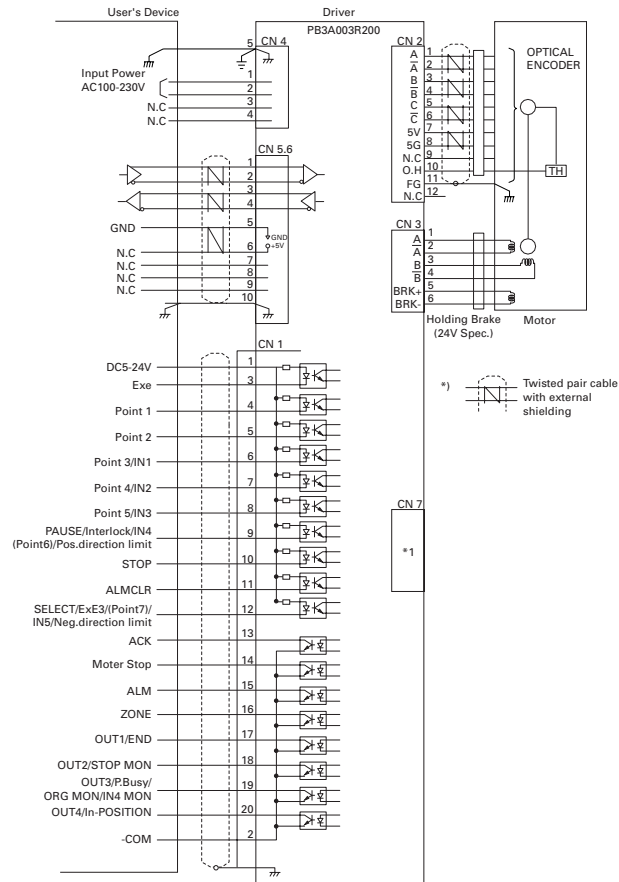 User's Device
Driver
PB3A003R200
5
CN 4
Input Power
AC100-230V
1
2
N.C
3
N.C
4
CN 5.6
1
2
3
4
GND
5
GND
+5V
N.C
6
N.C
7
N.C
8
N.C
9
10
CN 2
A
1
A
2
B
3
B
4
C
5
C
6
5V
7
5G
8
N.C
9
O.H
10
FG
11
N.C
12
OPTICAL
ENCODER
TH
CN 3
A
1
A
2
B
3
B
4
BRK+
5
BRK-
6
Holding Brake
(24V Spec.)
Motor
CN 1
DC5-24V
1
Exe
3
Point 1
4
Point 2
5
Point 3/IN1
6
Point 4/IN2
7
Point 5/IN3
8
PAUSE/Interlock/IN4
(Point6)/Pos.direction limit
9
STOP
10
ALMCLR
11
SELECT/ExE3/(Point7)/
IN5/Neg.direction limit
12
ACK
13
Moter Stop
14
ALM
15
ZONE
16
OUT1/END
17
OUT2/STOP MON
18
OUT3/P.Busy/
ORG MON/IN4 MON
19
OUT4/In-POSITION
20
-COM
2
*)
Twisted pair cable
with external
shielding
CN 7
*1